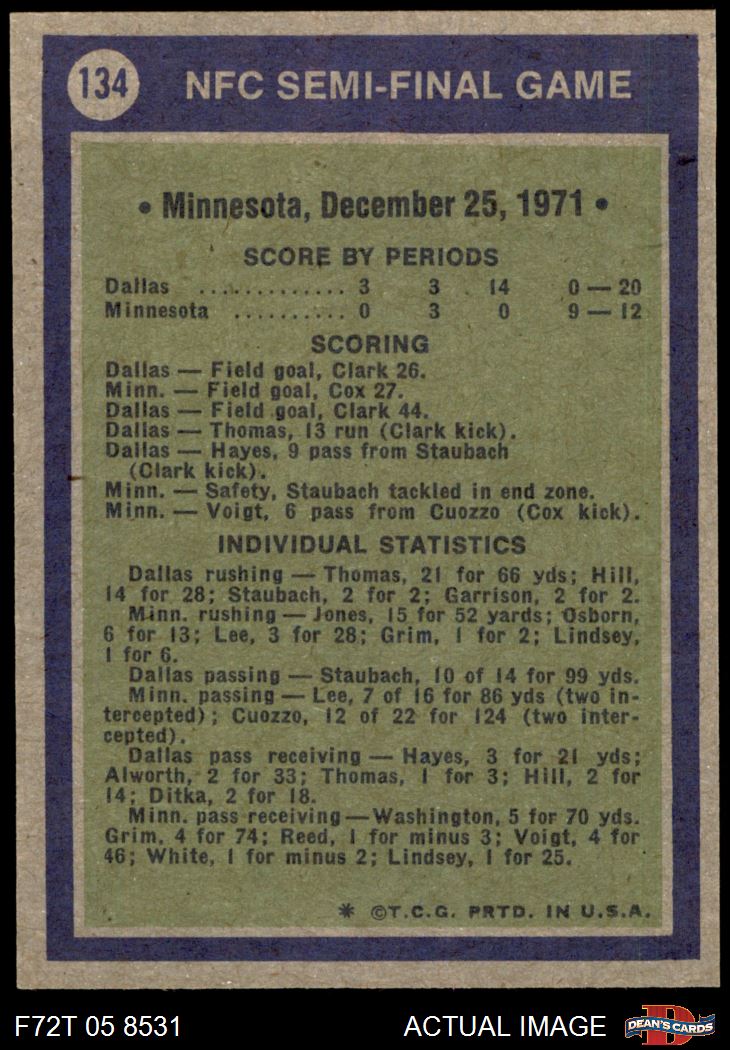 134 NFC SEMI-FINAL GAME
• Minnesota, December 25, 1971 •
SCORE BY PERIODS
Dallas ............. 3 3 14 0 — 20
Minnesota .......... 0 3 0 9 — 12
SCORING
Dallas — Field goal, Clark 26.
Minn. — Field goal, Cox 27.
Dallas — Field goal, Clark 44.
Dallas — Thomas, 13 run (Clark kick).
Dallas — Hayes, 9 pass from Staubach
(Clark kick).
Minn. — Safety, Staubach tackled in end zone.
Minn. — Voigt, 6 pass from Cuozzo (Cox kick).
INDIVIDUAL STATISTICS
Dallas rushing — Thomas, 21 for 66 yds; Hill,
14 for 28; Staubach, 2 for 2; Garrison, 2 for 2.
Minn. rushing — Jones, 15 for 52 yards; Osborn,
6 for 13; Lee, 3 for 28; Grim, 1 for 2; Lindsey,
1 for 6.
Dallas passing — Staubach, 10 of 14 for 99 yds.
Minn. passing — Lee, 7 of 16 for 86 yds (two in-
tercepted); Cuozzo, 12 of 22 for 124 (two inter-
cepted).
Dallas pass receiving — Hayes, 3 for 21 yds;
Alworth, 2 for 33; Thomas, 1 for 3; Hill, 2 for
14; Ditka, 2 for 18.
Minn. pass receiving — Washington, 5 for 70 yds.
Grim, 4 for 74; Reed, 1 for minus 3; Voigt, 4 for
46; White, 1 for minus 2; Lindsey, 1 for 25.
* ©T.C.G. PRTD. IN U.S.A.
F72T 05 8531 ACTUAL IMAGE D DEAN'S CARDS